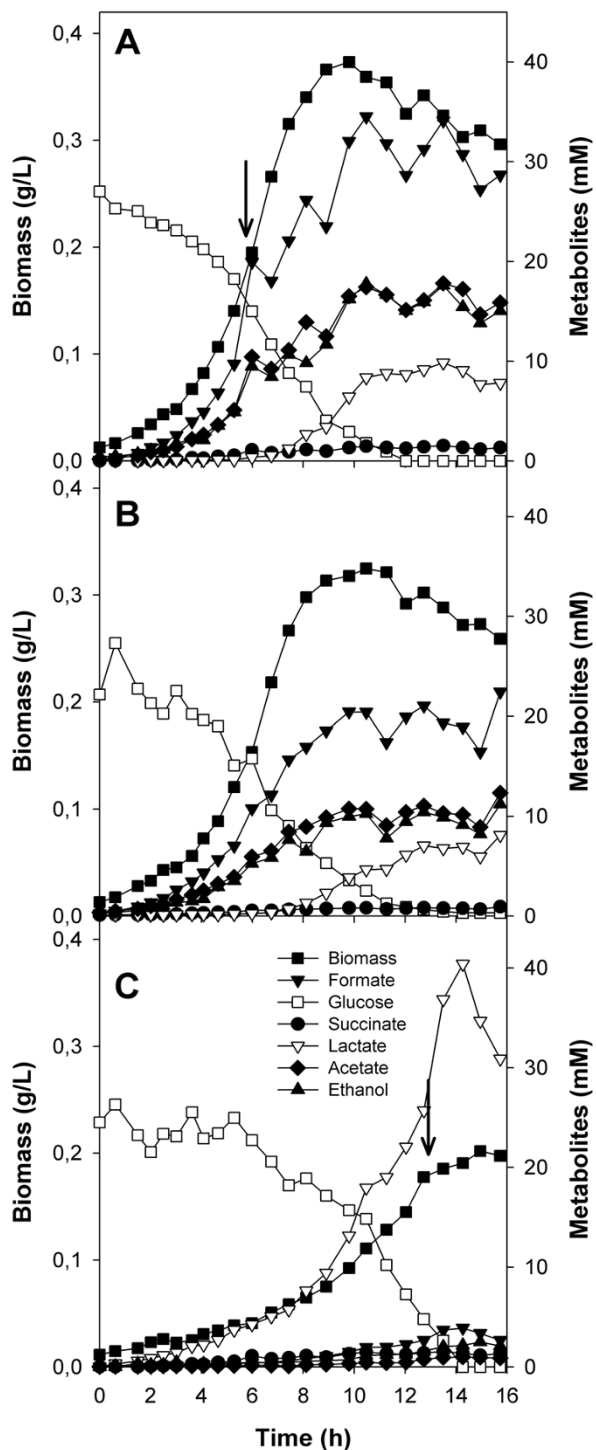 A
0,4
0,3
0,2
0,1
0,0
Biomass (g/L)
40
30
20
10
0
Metabolites (mM)
B
0,4
0,3
0,2
0,1
0,0
Biomass (g/L)
40
30
20
10
0
Metabolites (mM)
C
0,4
0,3
0,2
0,1
0,0
Biomass (g/L)
Biomass
Formate
Glucose
Succinate
Lactate
Acetate
Ethanol
40
30
20
10
0
Metabolites (mM)
0 2 4 6 8 10 12 14 16
Time (h)